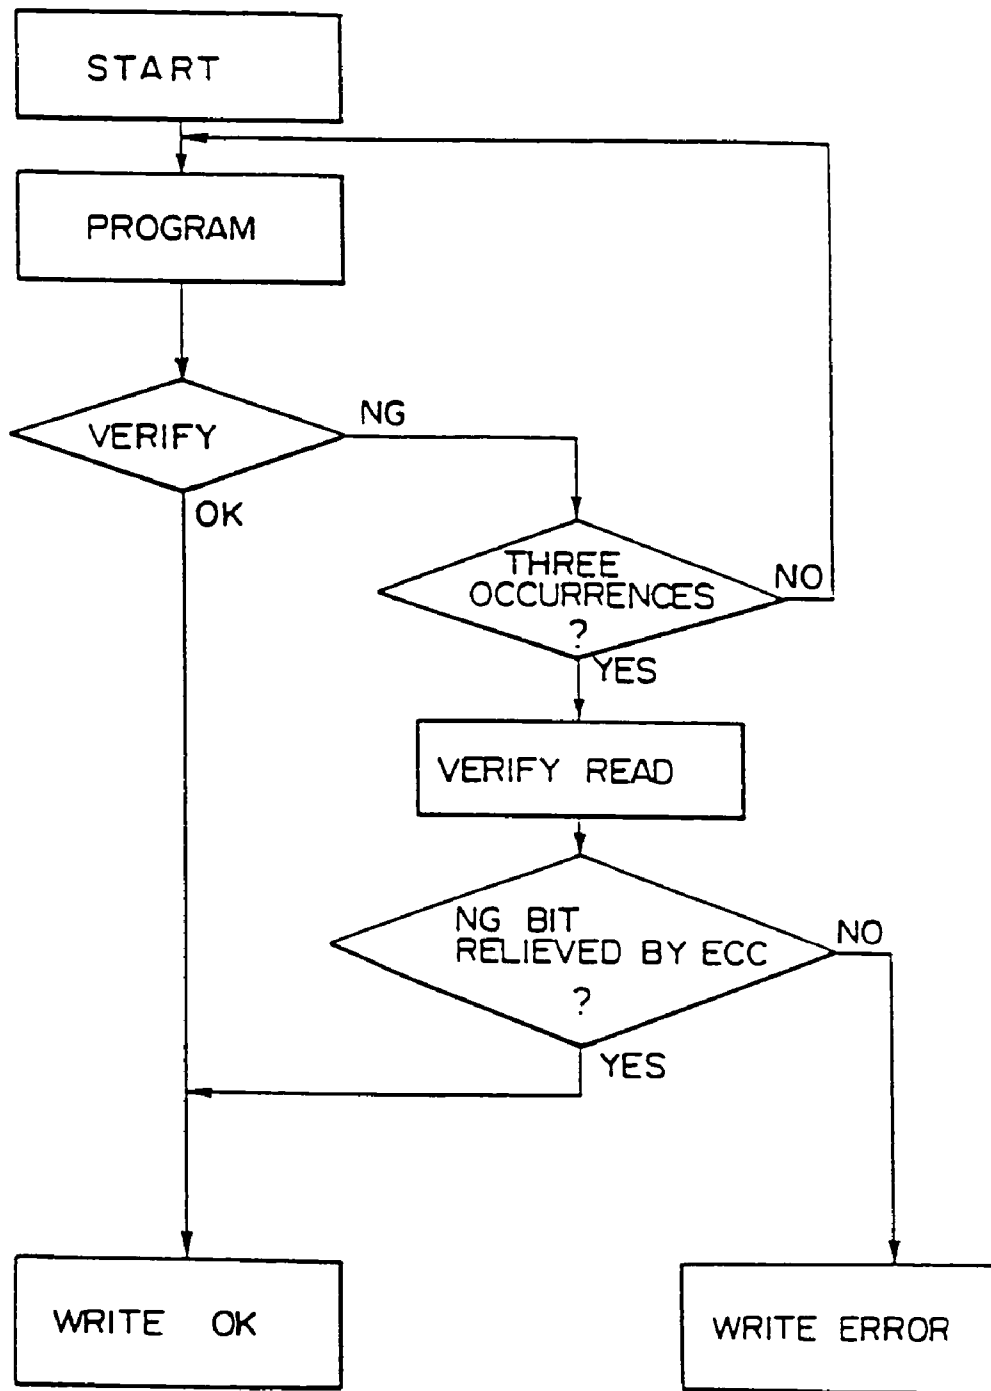 START
PROGRAM
VERIFY
NG
OK
THREE
OCCURRENCES
?
NO
YES
VERIFY READ
NG BIT
RELIEVED BY ECC
?
NO
YES
WRITE OK
WRITE ERROR